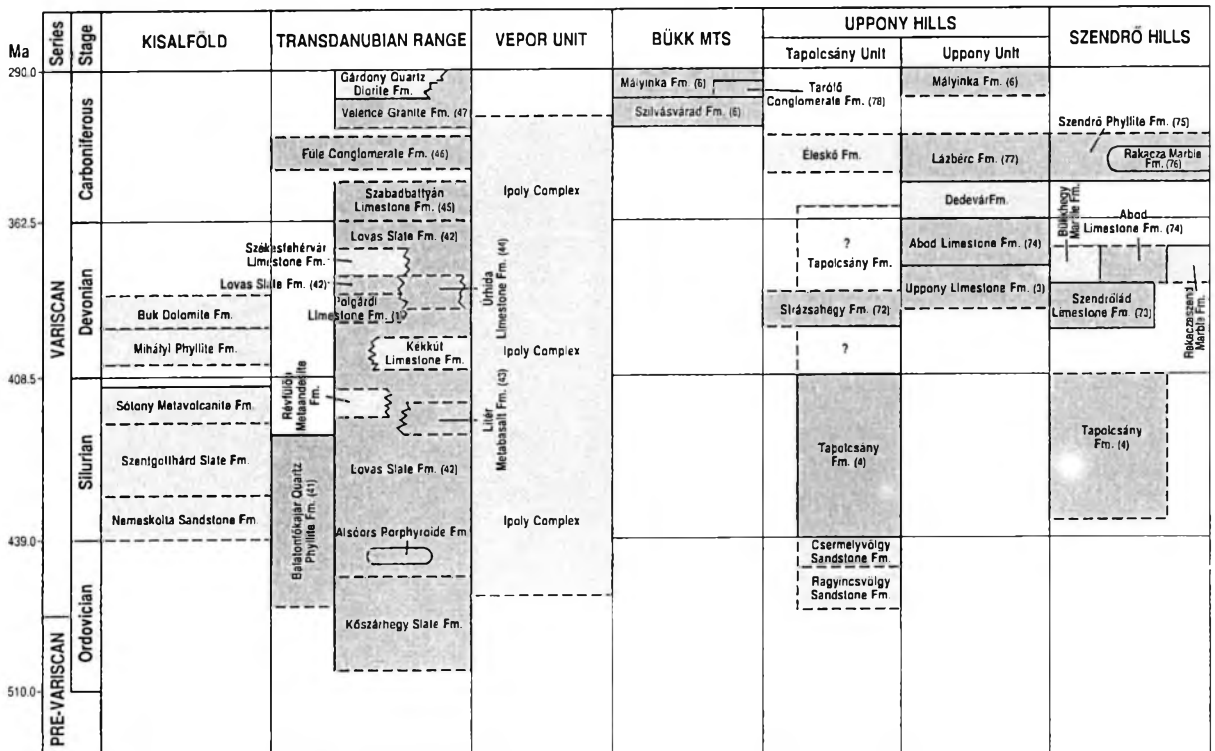 Ma
Series
Stage
KISALFÖLD
TRANSDANUBIAN RANGE
VEPOR UNIT
BÜKK MTS
UPPONY HILLS
Tapolcsány Unit
Uppony Unit
SZENDRŐ HILLS
290.0
362.5
408.5
439.0
510.0
VARISCAN
PRE-VARISCAN
Carboniferous
Devonian
Silurian
Ordovician
Buk Dolomite Fm.
Mihályi Phyllite Fm.
Sótony Metavolcanite Fm.
Szentgotthárd Slate Fm.
Nemeskolta Sandstone Fm.
Gárdony Quartz
Diorite Fm.
Velence Granite Fm. (47
Füle Conglomerate Fm. (46)
Szabadbattyán
Limestone Fm. (45)
Lovas Slate Fm. (42)
Székesfehérvár
Limestone Fm.
Lovas Slate Fm. (42)
Polgárdi
Limestone Fm. (1)
Úrhida
Limestone Fm. (44)
Kékkút
Limestone Fm.
Révfülöp
Metaandesite
Fm.
Litér
Metabasalt Fm. (43)
Balatonfőkajár Quartz
Phyllite Fm. (41)
Lovas Slate Fm. (42)
Alsóörs Porphyroide Fm
Kőszárhegy Slate Fm.
Ipoly Complex
Ipoly Complex
Ipoly Complex
Mályinka Fm. (6)
Szilvásvárad Fm. (6)
Tarófő
Conglomerate Fm. (78)
Éleskő Fm.
?
Tapolcsány Fm.
Strázsahegy Fm. (72)
?
Tapolcsány
Fm. (4)
Csermelyvölgy
Sandstone Fm.
Ragyincsvölgy
Sandstone Fm.
Mályinka Fm. (6)
Lázbérc Fm. (77)
Dedevár Fm.
Abod Limestone Fm. (74)
Uppony Limestone Fm. (3)
Szendrő Phyllite Fm. (75)
Rakacza Marble
Fm. (76)
Bükkhegy
Marble Fm.
Abod
Limestone Fm. (74)
Szendrőlád
Limestone Fm. (73)
Rakaczaszend
Marble Fm.
Tapolcsány
Fm. (4)